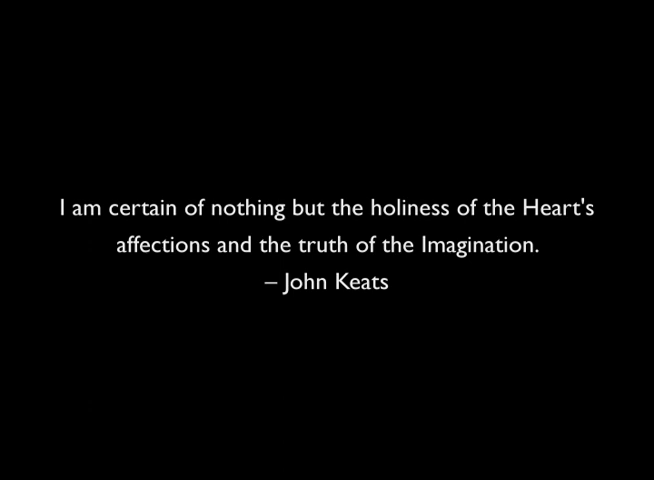 I am certain of nothing but the holiness of the Heart's
affections and the truth of the Imagination.
– John Keats